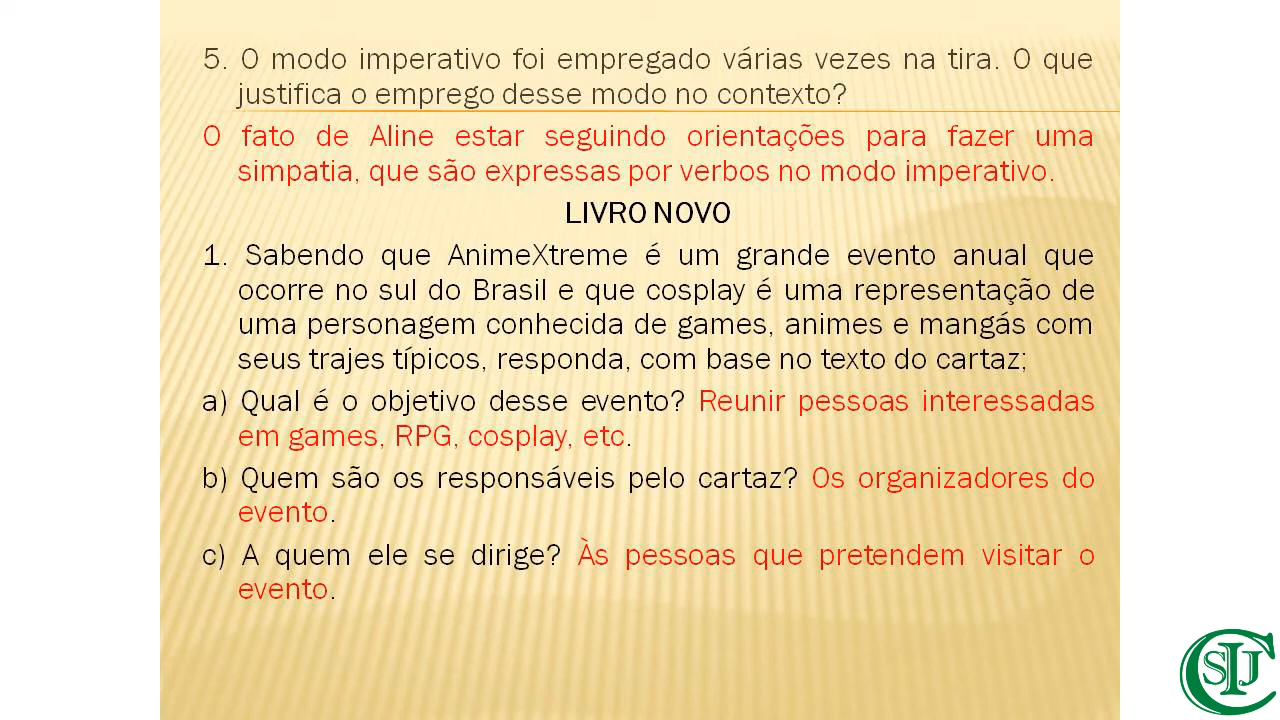 5. O modo imperativo foi empregado várias vezes na tira. O que
justifica o emprego desse modo no contexto?
O fato de Aline estar seguindo orientações para fazer uma
simpatia, que são expressas por verbos no modo imperativo.
LIVRO NOVO
1. Sabendo que AnimeXtreme é um grande evento anual que
ocorre no sul do Brasil e que cosplay é uma representação de
uma personagem conhecida de games, animes e mangás com
seus trajes típicos, responda, com base no texto do cartaz;
a) Qual é o objetivo desse evento? Reunir pessoas interessadas
em games, RPG, cosplay, etc.
b) Quem são os responsáveis pelo cartaz? Os organizadores do
evento.
c) A quem ele se dirige? Às pessoas que pretendem visitar o
evento.
CSIJ